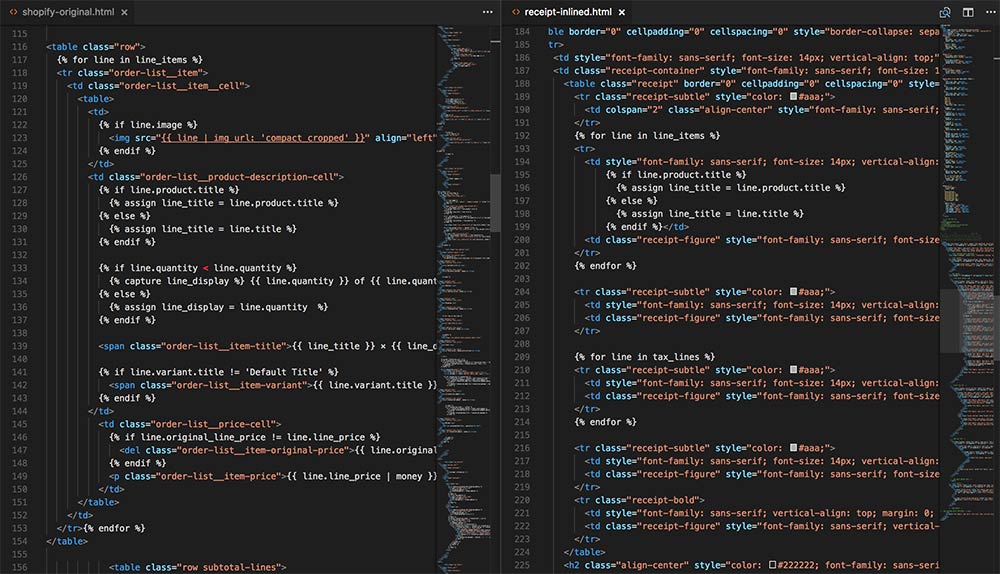 shopify-original.html ×
115
116 <table class="row">
117 {% for line in line_items %}
118 <tr class="order-list__item">
119 <td class="order-list__item__cell">
120 <table>
121 <td>
122 {% if line.image %}
123 <img src="{{ line | img_url: 'compact_cropped' }}" align="left"
124 {% endif %}
125 </td>
126 <td class="order-list__product-description-cell">
127 {% if line.product.title %}
128 {% assign line_title = line.product.title %}
129 {% else %}
130 {% assign line_title = line.title %}
131 {% endif %}
132
133 {% if line.quantity < line.quantity %}
134 {% capture line_display %} {{ line.quantity }} of {{ line.quant
135 {% else %}
136 {% assign line_display = line.quantity %}
137 {% endif %}
138
139 <span class="order-list__item-title">{{ line_title }} × {{ line_d
140
141 {% if line.variant.title != 'Default Title' %}
142 <span class="order-list__item-variant">{{ line.variant.title }}
143 {% endif %}
144 </td>
145 <td class="order-list__price-cell">
146 {% if line.original_line_price != line.line_price %}
147 <del class="order-list__item-original-price">{{ line.original
148 {% endif %}
149 <p class="order-list__item-price">{{ line.line_price | money }}
150 </td>
151 </table>
152 </td>
153 </tr>{% endfor %}
154 </table>
155
156 <table class="row subtotal-lines">
receipt-inlined.html ×
184 ble border="0" cellpadding="0" cellspacing="0" style="border-collapse: sepa
185 tr>
186 <td style="font-family: sans-serif; font-size: 14px; vertical-align: top;"
187 <td class="receipt-container" style="font-family: sans-serif; font-size: 1
188 <table class="receipt" border="0" cellpadding="0" cellspacing="0" style=
189 <tr class="receipt-subtle" style="color: #aaa;">
190 <td colspan="2" class="align-center" style="font-family: sans-serif;
191 </tr>
192 {% for line in line_items %}
193 <tr>
194 <td style="font-family: sans-serif; font-size: 14px; vertical-align:
195 {% if line.product.title %}
196 {% assign line_title = line.product.title %}
197 {% else %}
198 {% assign line_title = line.title %}
199 {% endif %}</td>
200 <td class="receipt-figure" style="font-family: sans-serif; font-size
201 </tr>
202 {% endfor %}
203
204 <tr class="receipt-subtle" style="color: #aaa;">
205 <td style="font-family: sans-serif; font-size: 14px; vertical-align:
206 <td class="receipt-figure" style="font-family: sans-serif; font-size
207 </tr>
208
209 {% for line in tax_lines %}
210 <tr class="receipt-subtle" style="color: #aaa;">
211 <td style="font-family: sans-serif; font-size: 14px; vertical-align:
212 <td class="receipt-figure" style="font-family: sans-serif; font-size
213 </tr>
214 {% endfor %}
215
216 <tr class="receipt-subtle" style="color: #aaa;">
217 <td style="font-family: sans-serif; font-size: 14px; vertical-align:
218 <td class="receipt-figure" style="font-family: sans-serif; font-size
219 </tr>
220 <tr class="receipt-bold">
221 <td style="font-family: sans-serif; vertical-align: top; margin: 0;
222 <td class="receipt-figure" style="font-family: sans-serif; vertical-
223 </tr>
224 </table>
225 <h2 class="align-center" style="color: #222222; font-family: sans-seri